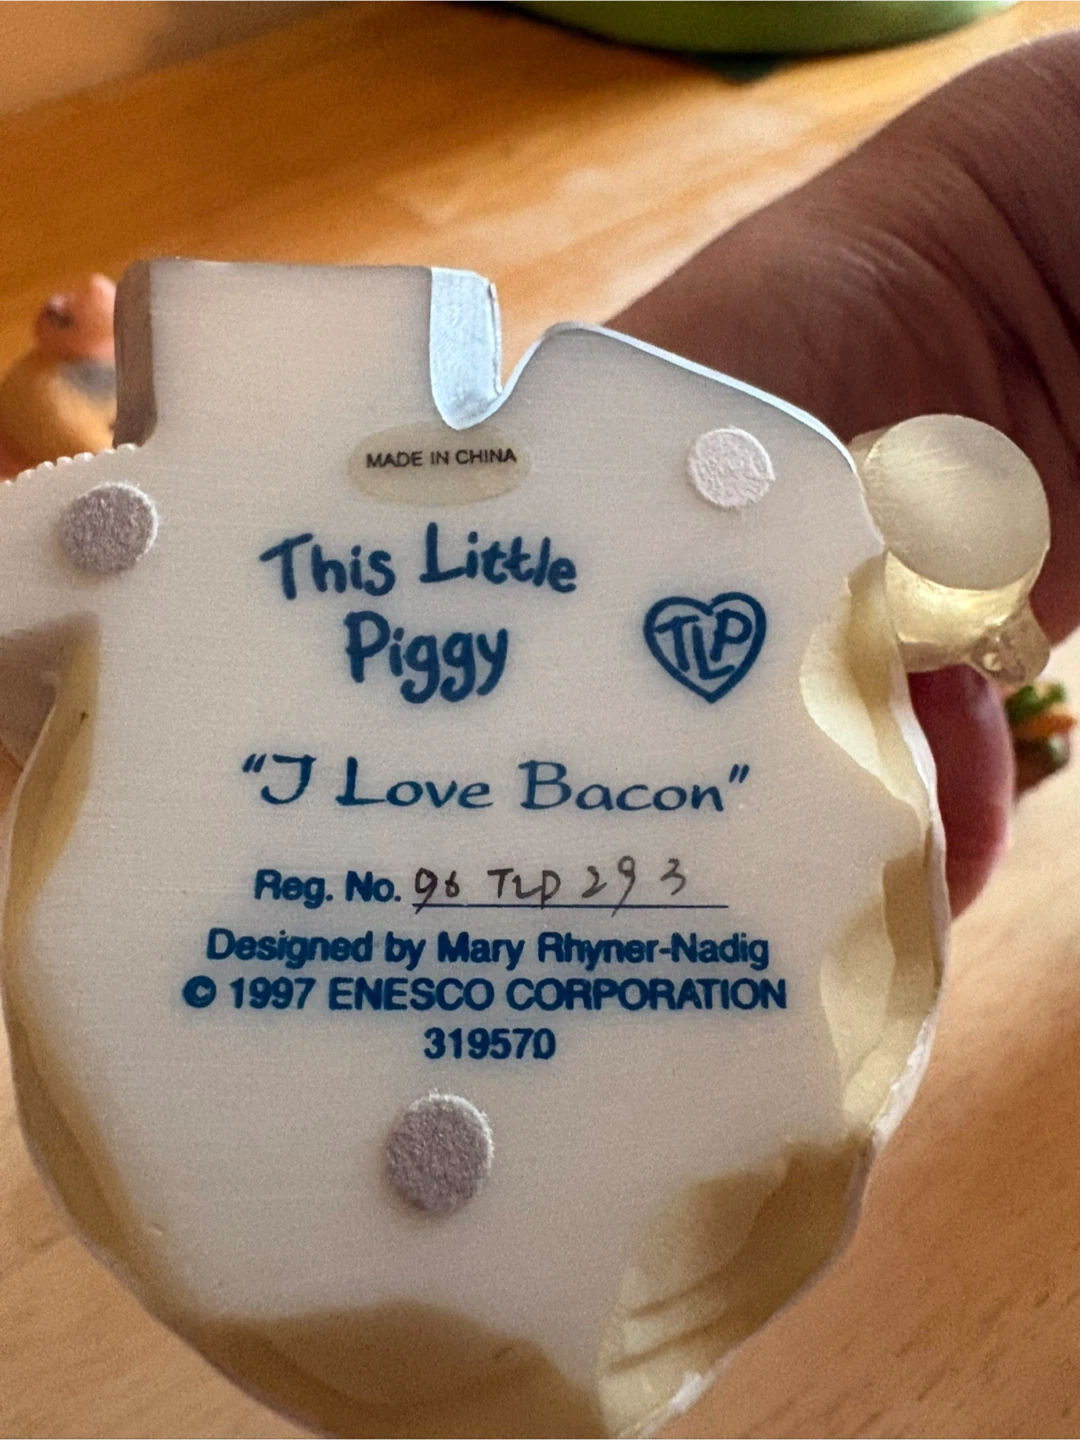 MADE IN CHINA
This Little
Piggy
TLP
"I Love Bacon"
Reg. No. 96 TLP 293
Designed by Mary Rhyner-Nadig
© 1997 ENESCO CORPORATION
319570